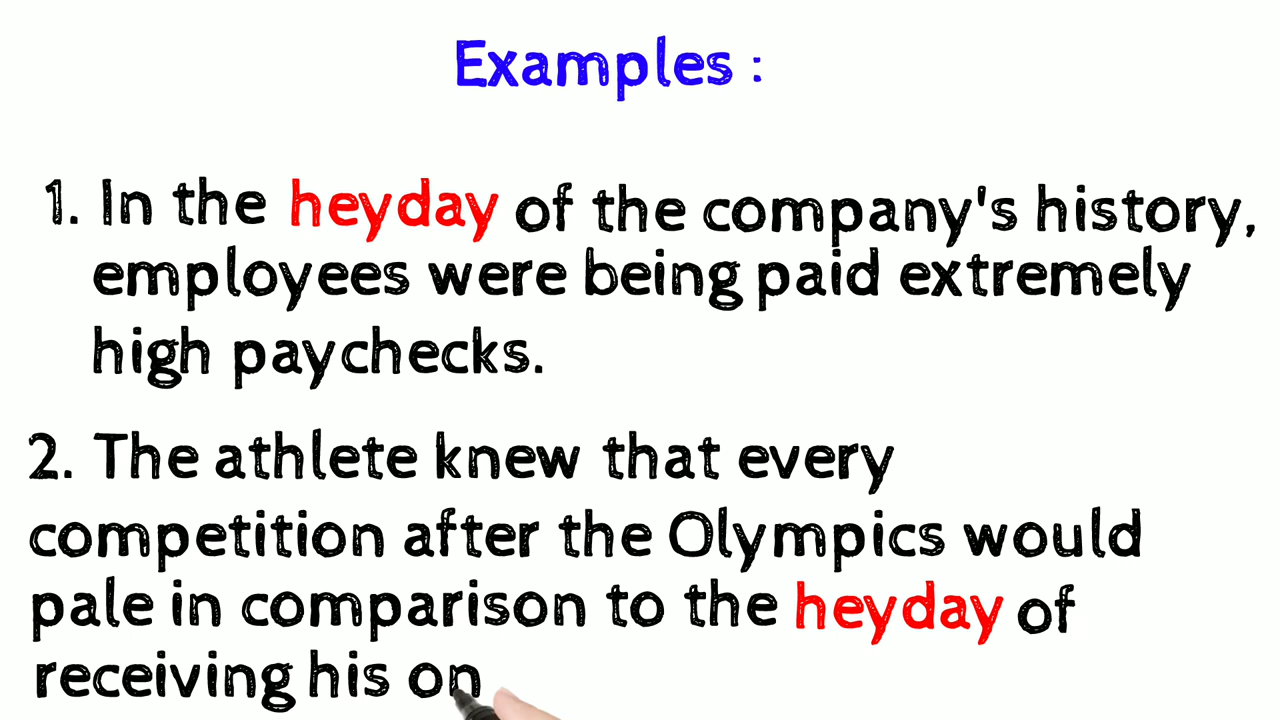 Examples :
1. In the heyday of the company's history,
employees were being paid extremely
high paychecks.
2. The athlete knew that every
competition after the Olympics would
pale in comparison to the heyday of
receiving his on